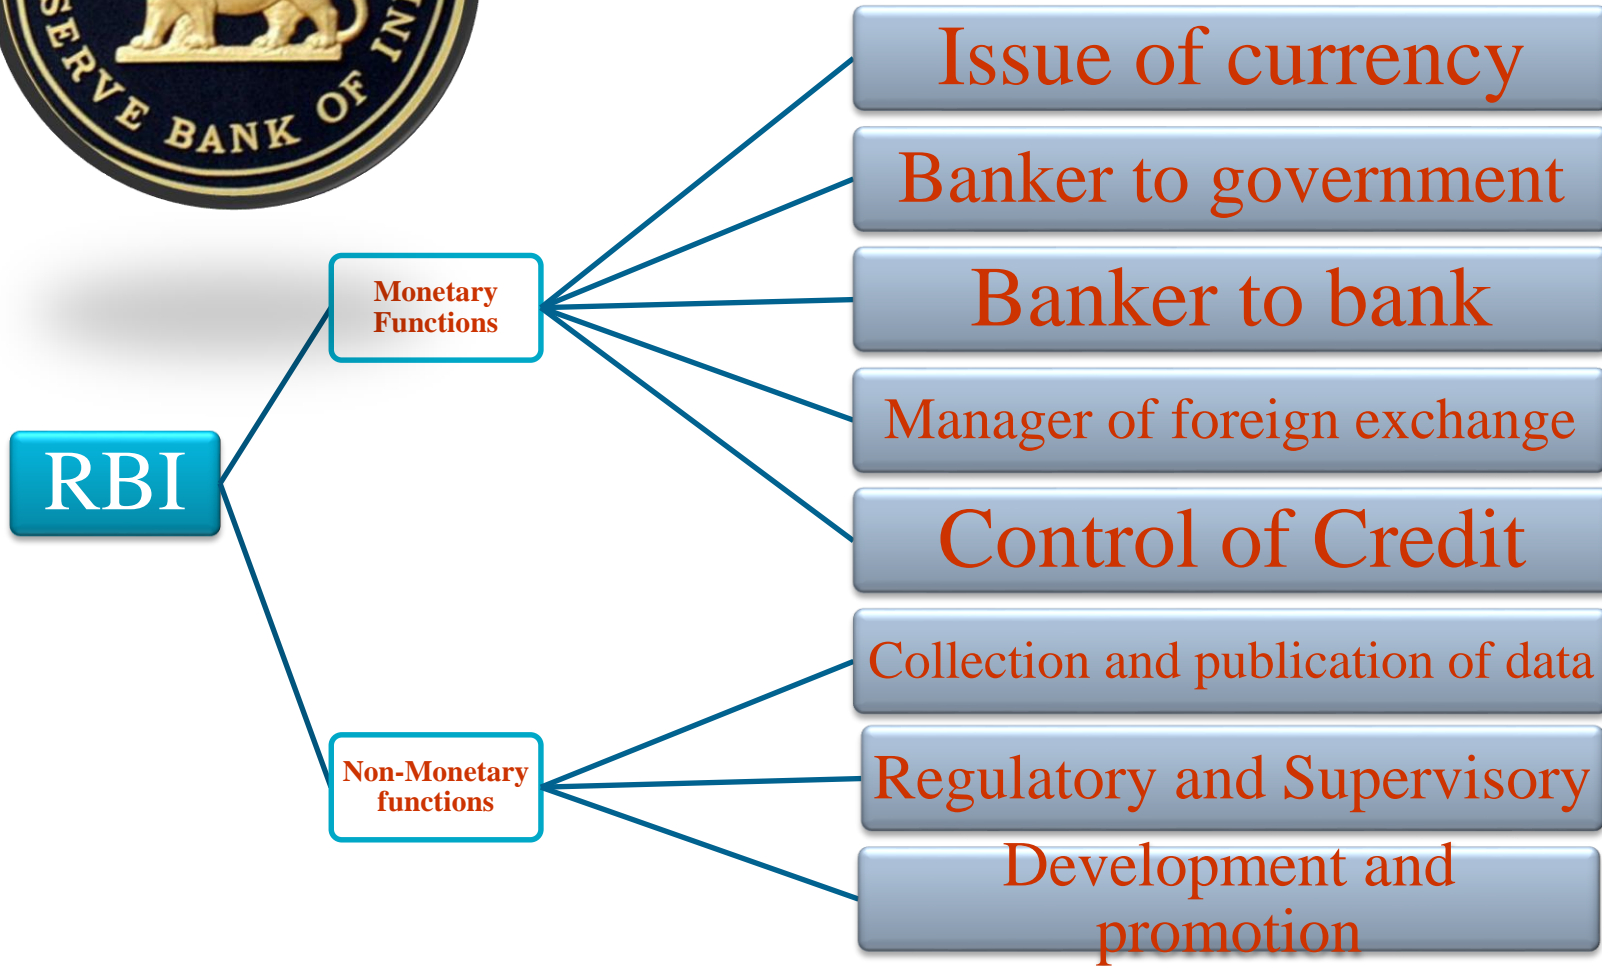 SERVE BANK OF IN
Issue of currency
Banker to government
Banker to bank
Manager of foreign exchange
Control of Credit
Collection and publication of data
Regulatory and Supervisory
Development and
promotion
Monetary
Functions
Non-Monetary
functions
RBI